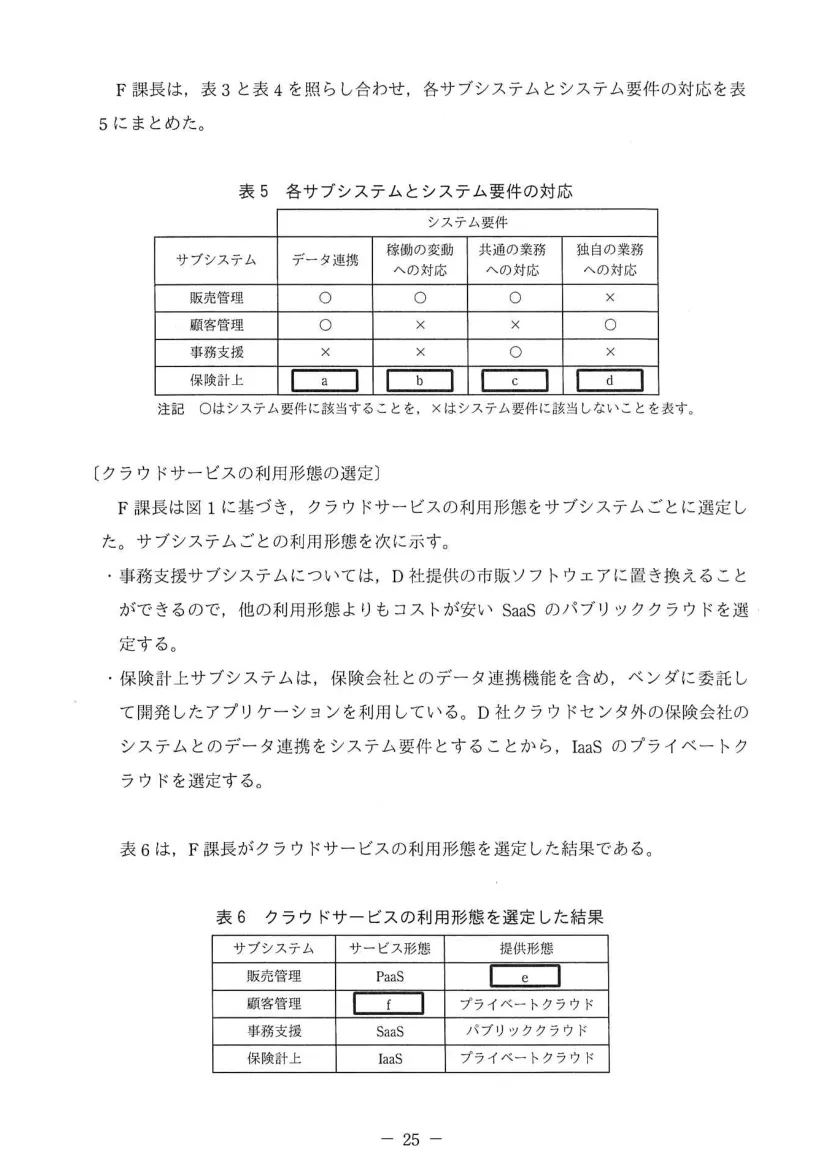 F 課長は，表 3 と表 4 を照らし合わせ，各サブシステムとシステム要件の対応を表
5 にまとめた。
表 5　各サブシステムとシステム要件の対応
システム要件
サブシステム　データ連携　稼働の変動への対応　共通の業務への対応　独自の業務への対応
販売管理　○　○　○　×
顧客管理　○　×　×　○
事務支援　×　×　○　×
保険計上　a　b　c　d
注記　○はシステム要件に該当することを，×はシステム要件に該当しないことを表す。
〔クラウドサービスの利用形態の選定〕
F 課長は図 1 に基づき，クラウドサービスの利用形態をサブシステムごとに選定し
た。サブシステムごとの利用形態を次に示す。
・事務支援サブシステムについては，D 社提供の市販ソフトウェアに置き換えること
ができるので，他の利用形態よりもコストが安い SaaS のパブリッククラウドを選
定する。
・保険計上サブシステムは，保険会社とのデータ連携機能を含め，ベンダに委託し
て開発したアプリケーションを利用している。D 社クラウドセンタ外の保険会社の
システムとのデータ連携をシステム要件とすることから，IaaS のプライベートク
ラウドを選定する。
表 6 は，F 課長がクラウドサービスの利用形態を選定した結果である。
表 6　クラウドサービスの利用形態を選定した結果
サブシステム　サービス形態　提供形態
販売管理　PaaS　e
顧客管理　f　プライベートクラウド
事務支援　SaaS　パブリッククラウド
保険計上　IaaS　プライベートクラウド
－ 25 －